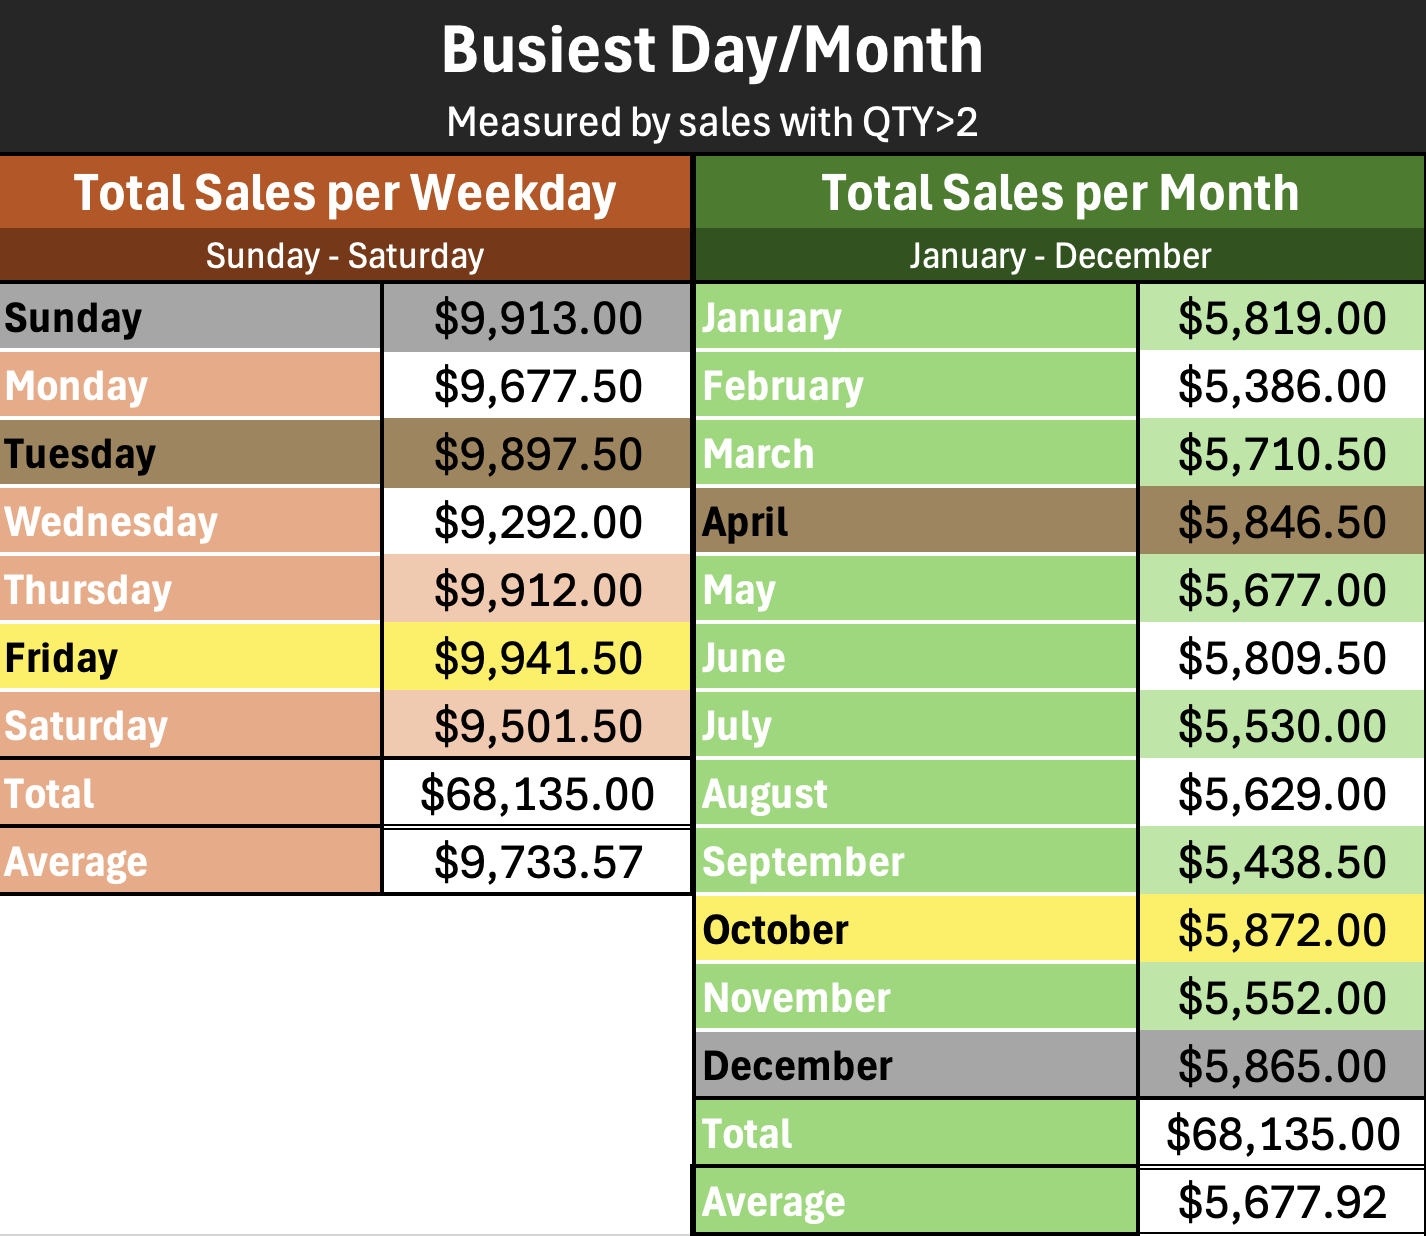 Busiest Day/Month
Measured by sales with QTY>2
Total Sales per Weekday
Sunday - Saturday
Sunday $9,913.00
Monday $9,677.50
Tuesday $9,897.50
Wednesday $9,292.00
Thursday $9,912.00
Friday $9,941.50
Saturday $9,501.50
Total $68,135.00
Average $9,733.57
Total Sales per Month
January - December
January $5,819.00
February $5,386.00
March $5,710.50
April $5,846.50
May $5,677.00
June $5,809.50
July $5,530.00
August $5,629.00
September $5,438.50
October $5,872.00
November $5,552.00
December $5,865.00
Total $68,135.00
Average $5,677.92